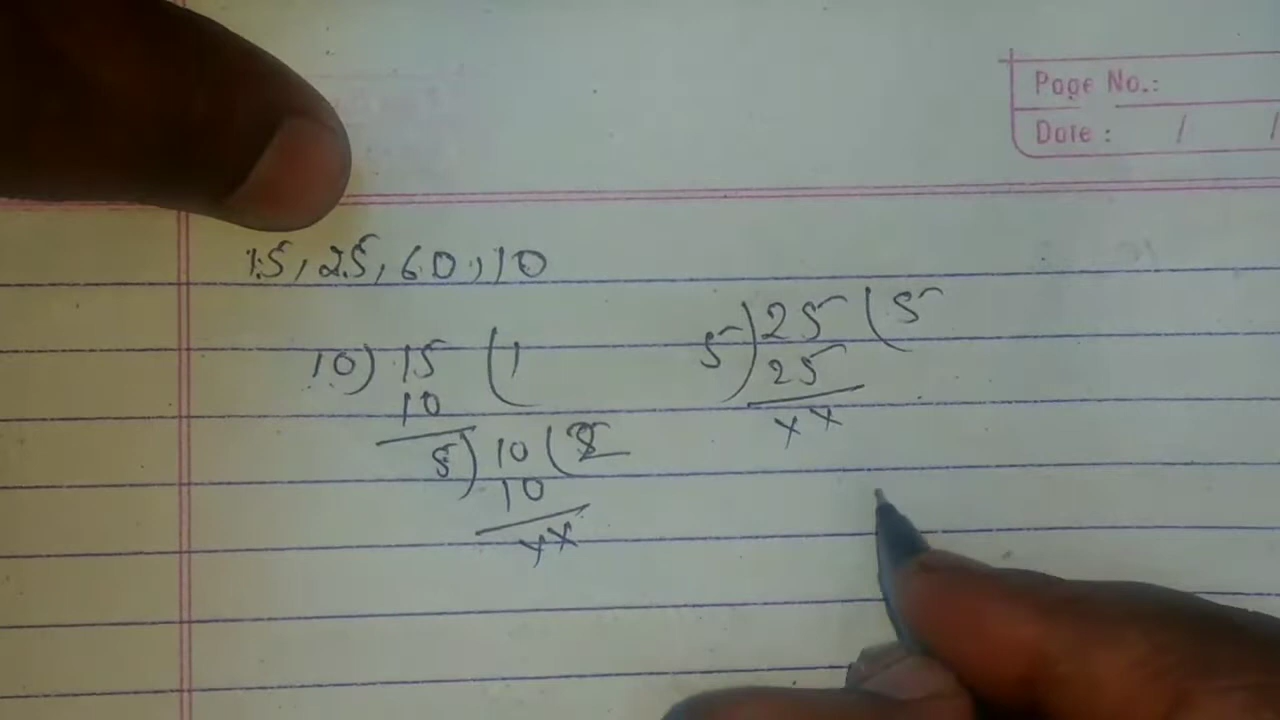 Page No.:
Date : / /
15, 25, 60, 10
10) 15 (1
10
5) 10 (2
10
xx
5) 25 (5
25
xx